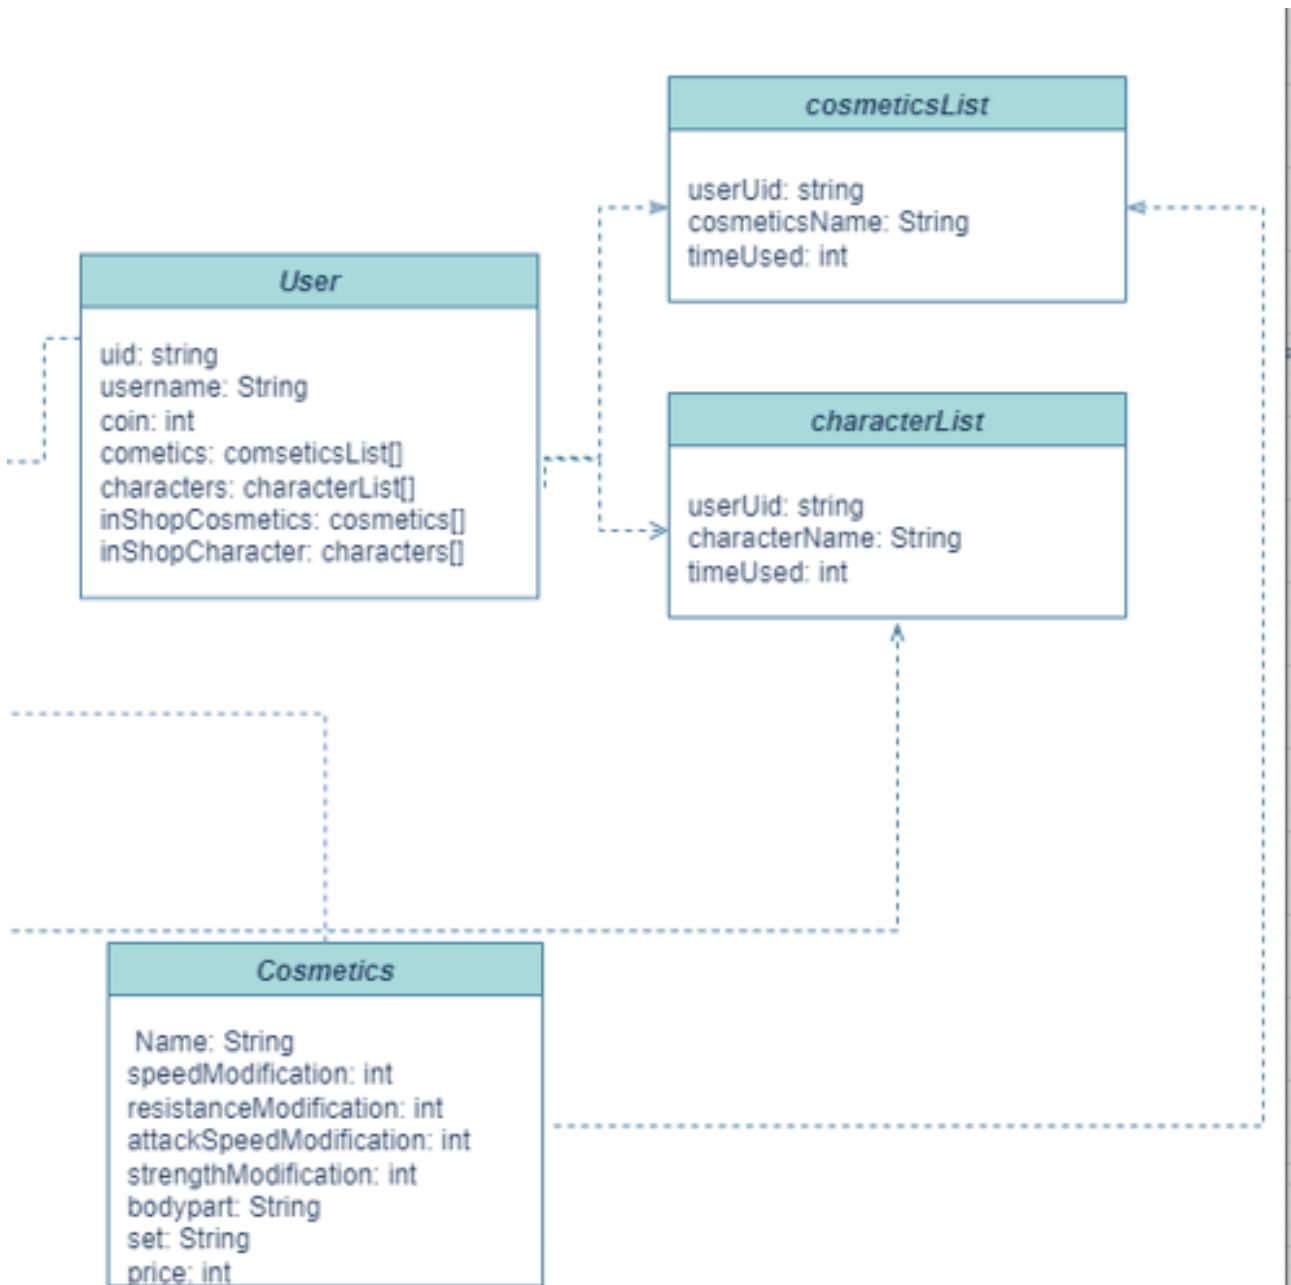 cosmeticsList
userUid: string
cosmeticsName: String
timeUsed: int
User
uid: string
username: String
coin: int
cometics: comseticsList[]
characters: characterList[]
inShopCosmetics: cosmetics[]
inShopCharacter: characters[]
characterList
userUid: string
characterName: String
timeUsed: int
Cosmetics
Name: String
speedModification: int
resistanceModification: int
attackSpeedModification: int
strengthModification: int
bodypart: String
set: String
price: int